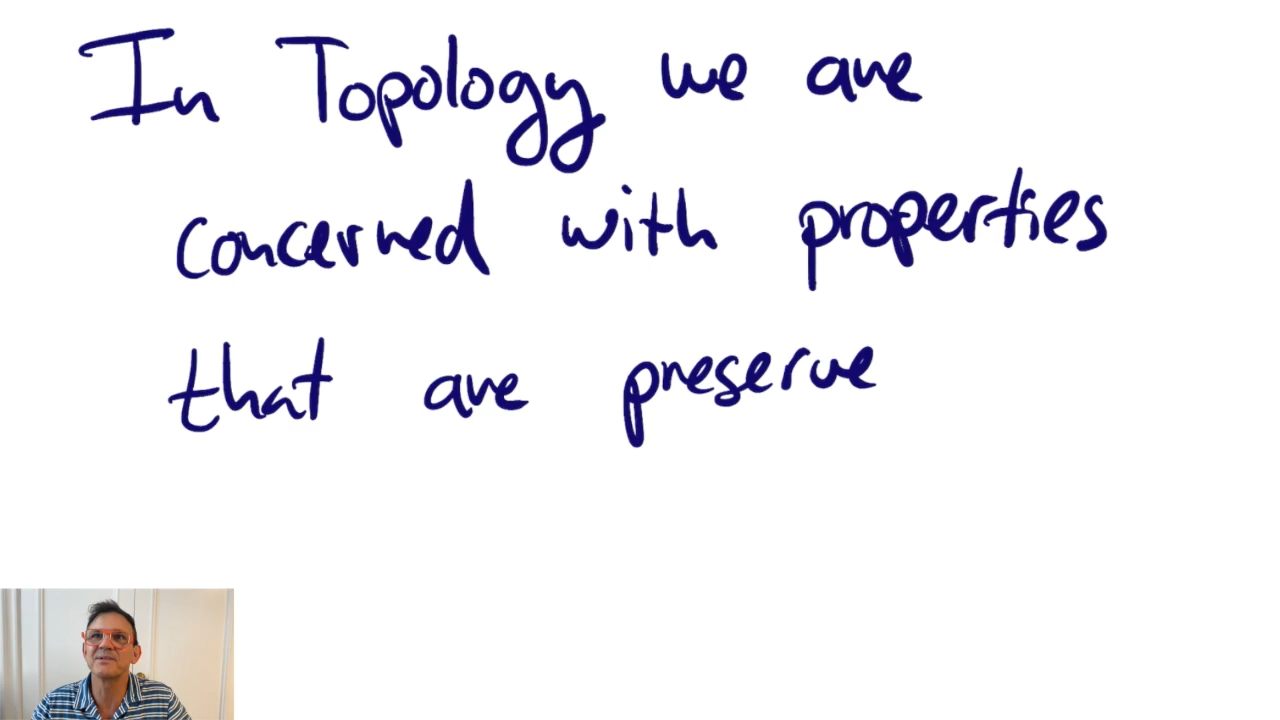 In Topology we are
concerned with properties
that are preserve